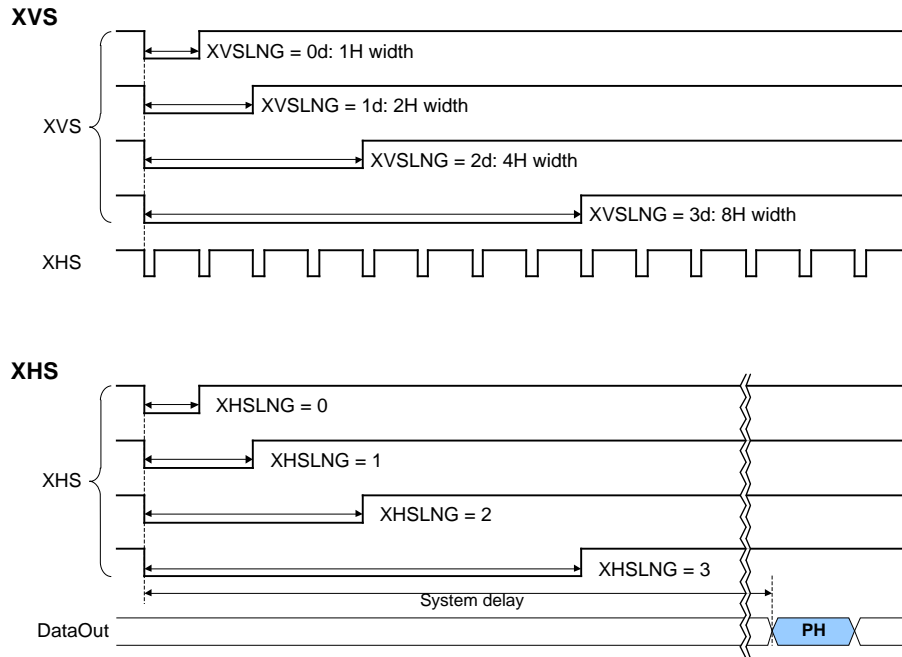 XVS
XVSLNG = 0d: 1H width
XVSLNG = 1d: 2H width
XVS
XVSLNG = 2d: 4H width
XVSLNG = 3d: 8H width
XHS
XHS
XHSLNG = 0
XHSLNG = 1
XHS
XHSLNG = 2
XHSLNG = 3
System delay
DataOut
PH